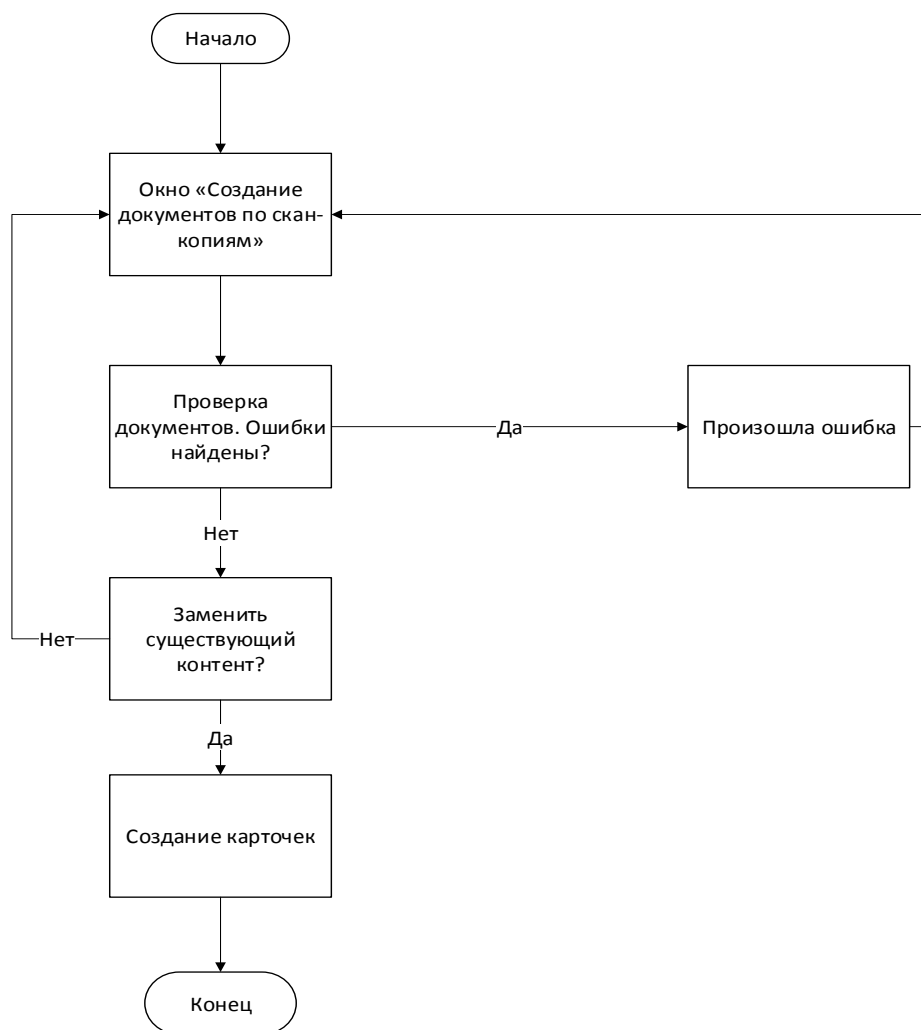 Начало
Окно «Создание
документов по скан-
копиям»
Проверка
документов. Ошибки
найдены?
Да
Произошла ошибка
Нет
Заменить
существующий
контент?
Нет
Да
Создание карточек
Конец